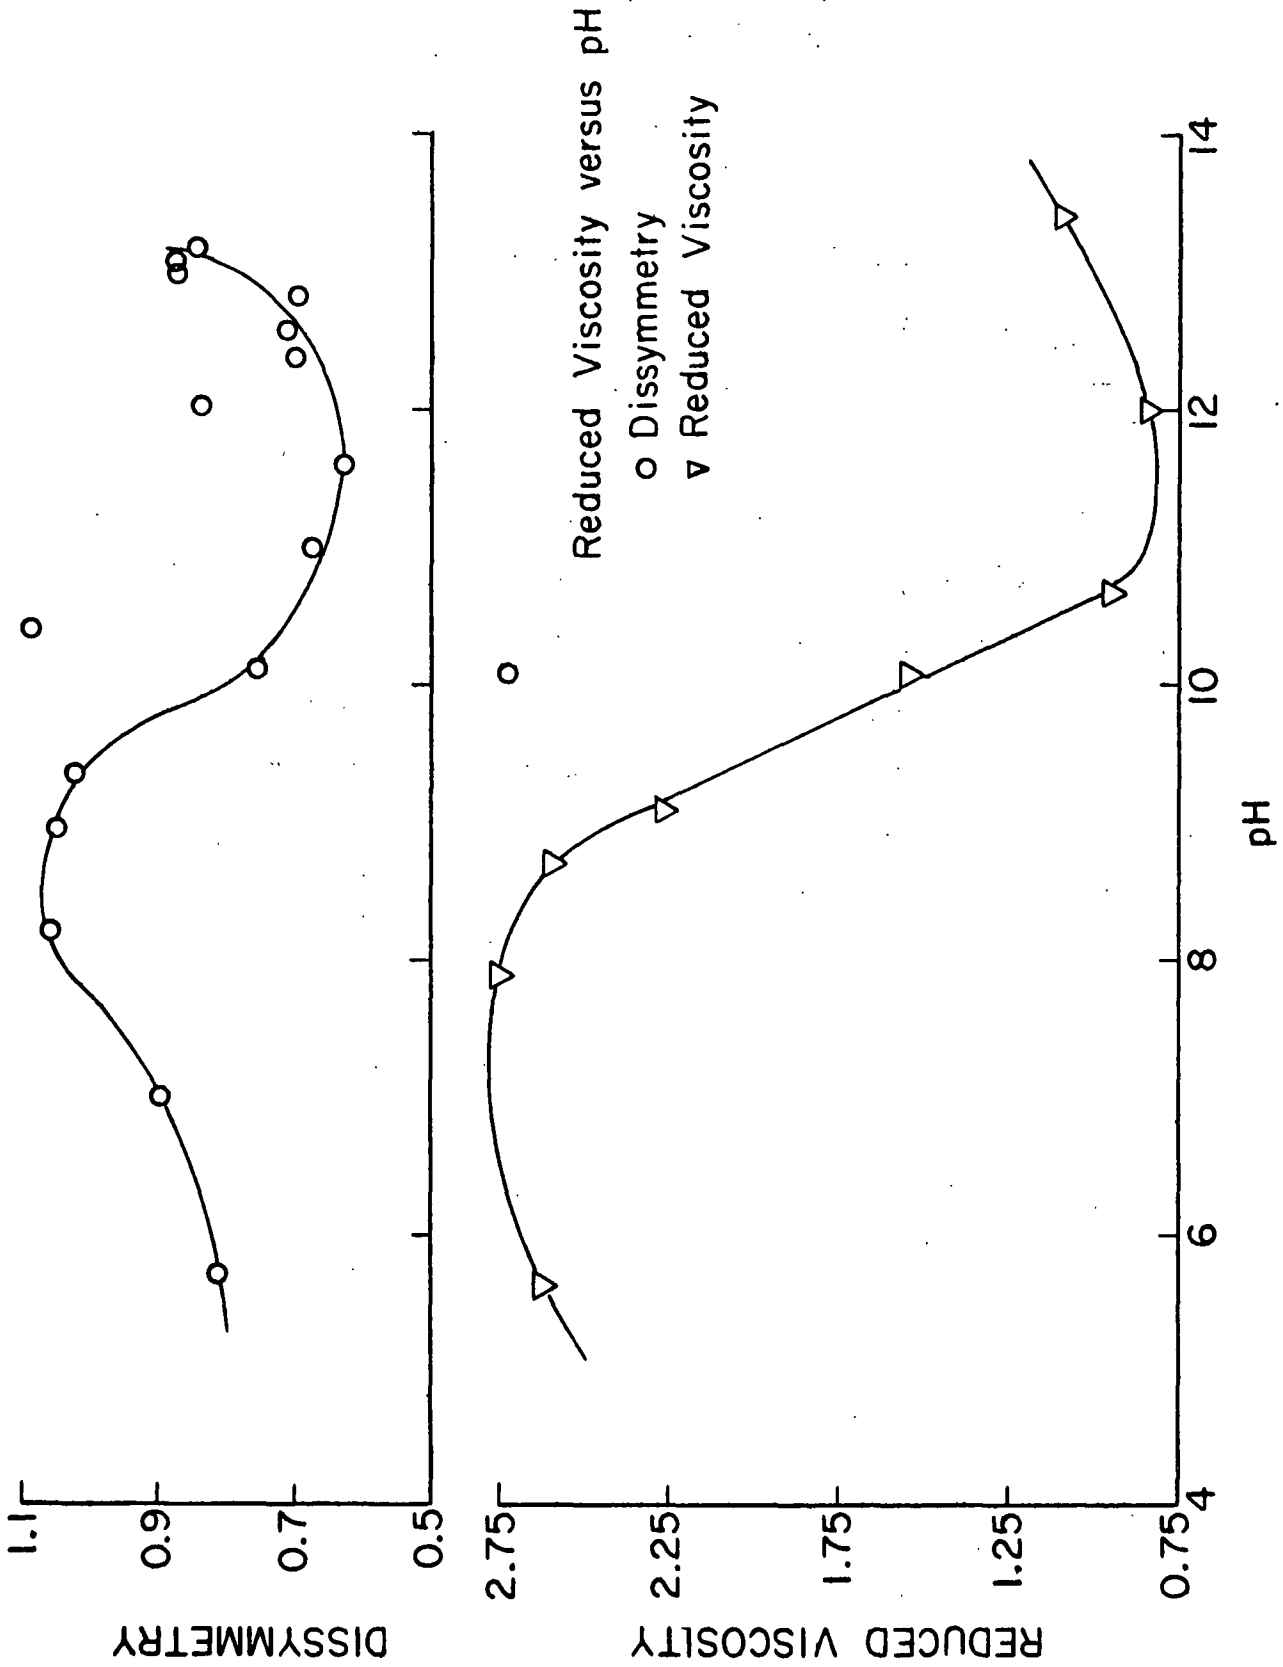 DISSYMMETRY
1.1
0.9
0.7
0.5
REDUCED VISCOSITY
2.75
2.25
1.75
1.25
0.75
Reduced Viscosity versus pH
O Dissymmetry
▽ Reduced Viscosity
4
6
8
10
12
14
pH